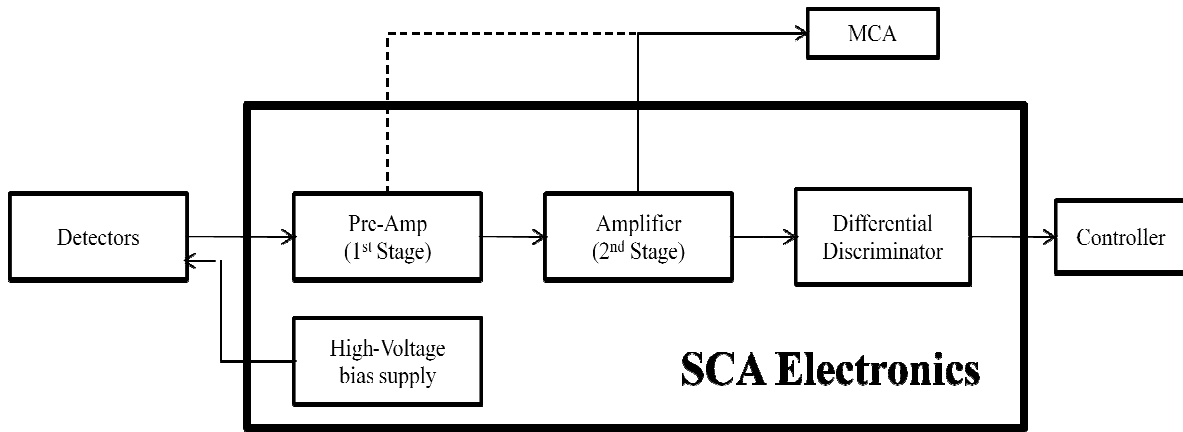 MCA
Detectors
Pre-Amp
(1st Stage)
Amplifier
(2nd Stage)
Differential
Discriminator
Controller
High-Voltage
bias supply
SCA Electronics